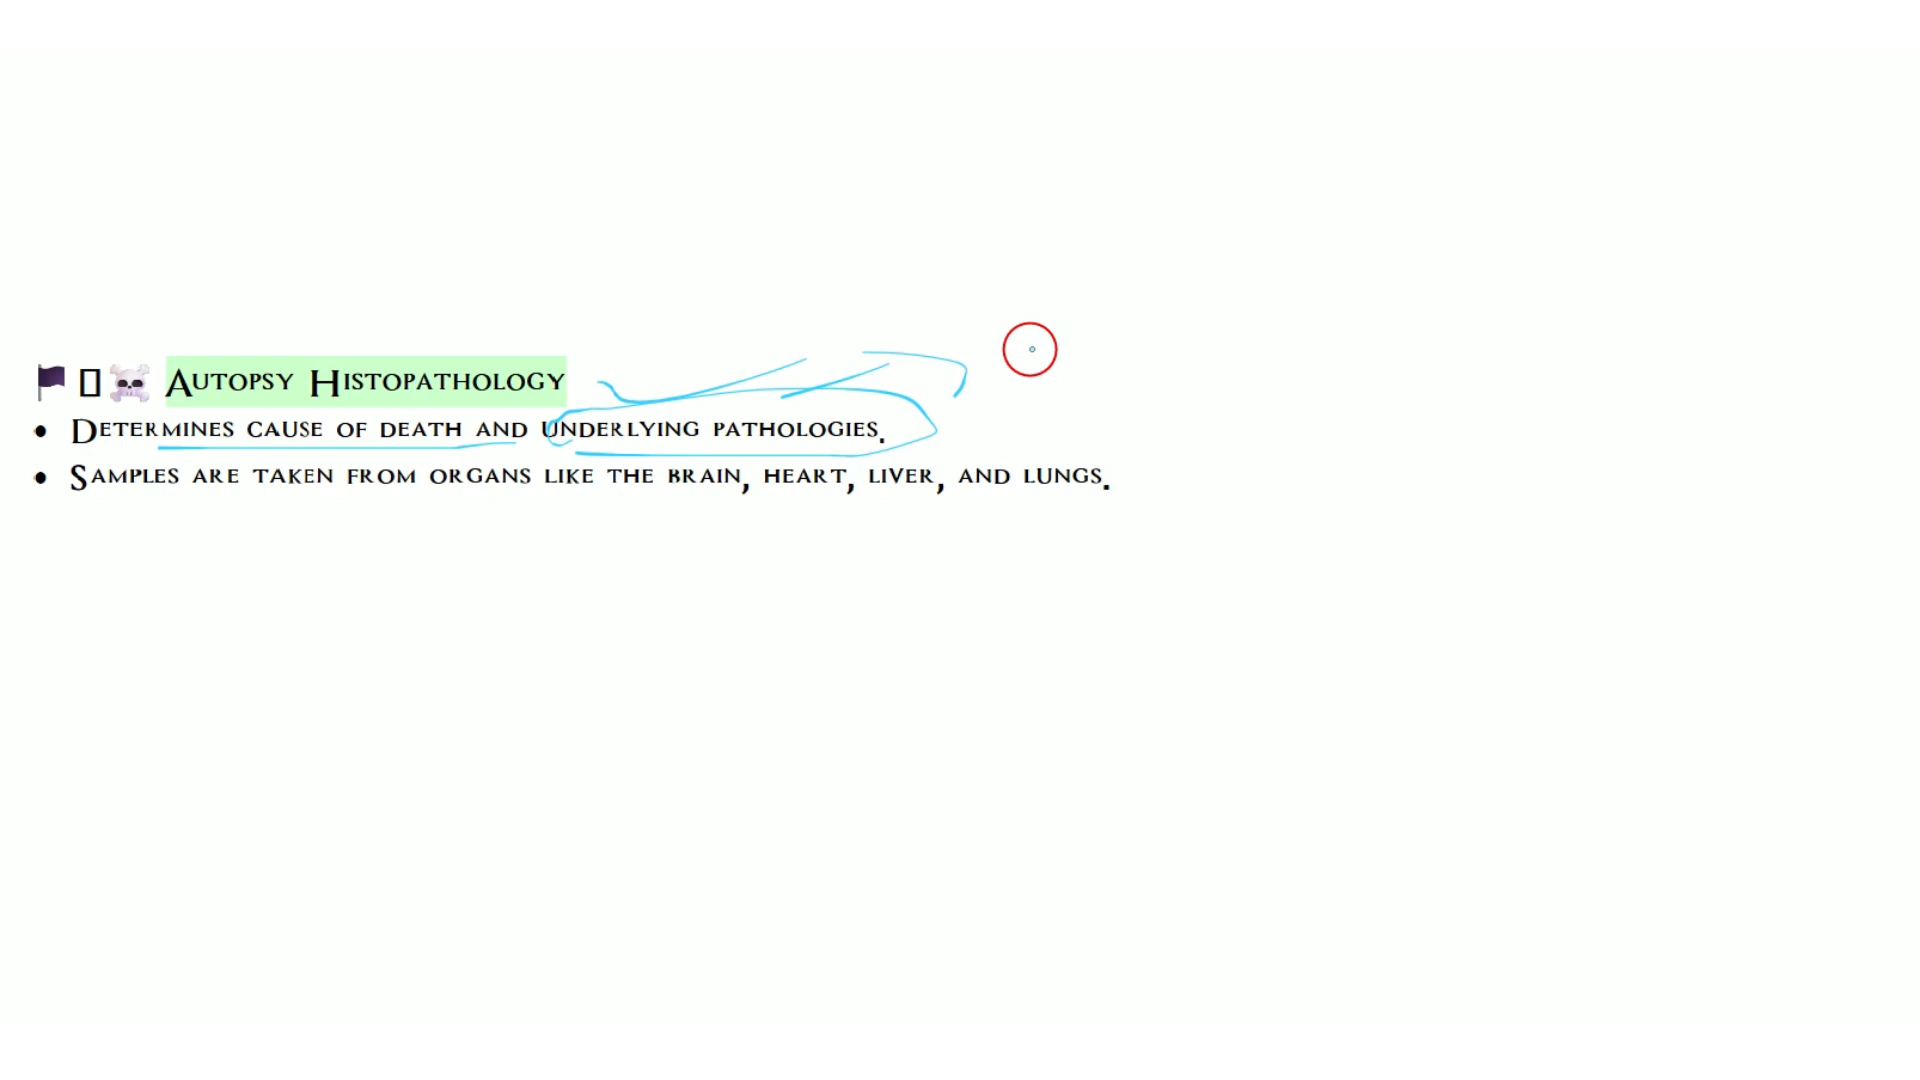 🏴 ☠️ Autopsy Histopathology
• Determines cause of death and underlying pathologies.
• Samples are taken from organs like the brain, heart, liver, and lungs.